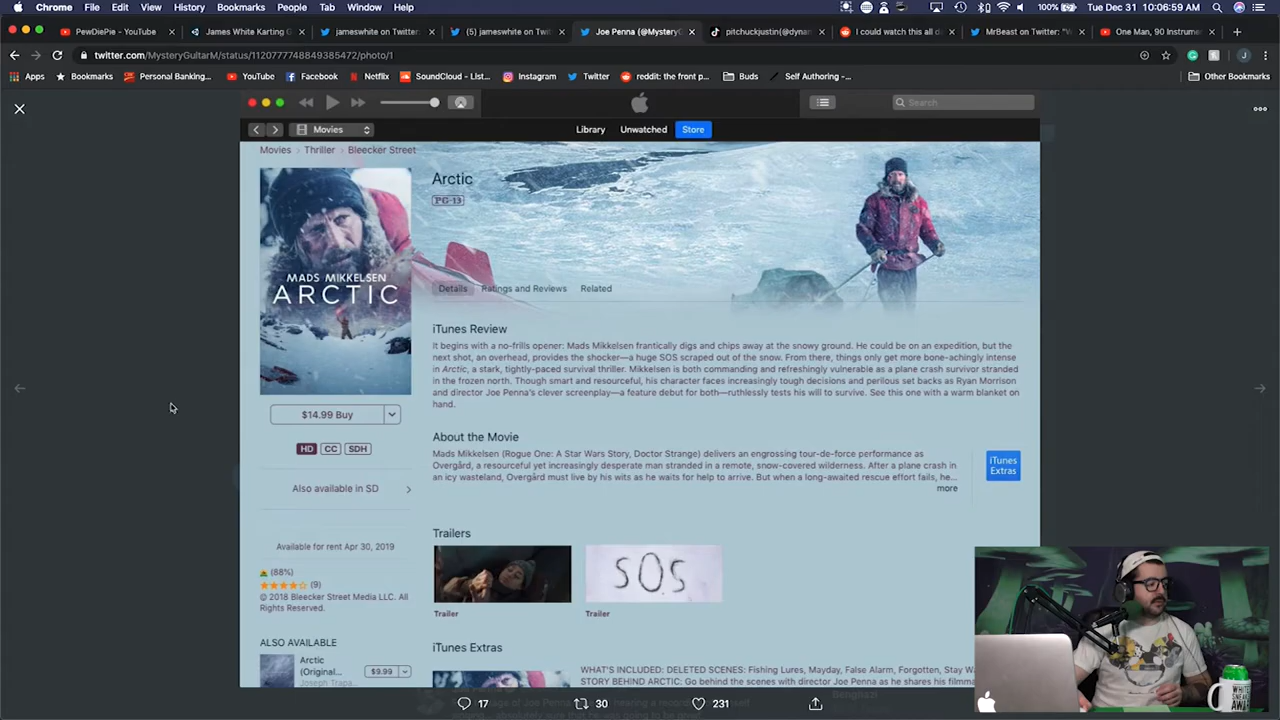 Chrome File Edit View History Bookmarks People Tab Window Help
100% Tue Dec 31 10:06:59 AM
PewDiePie - YouTube
James White Karting G
jameswhite on Twitter:
(5) jameswhite on Twit
Joe Penna (@MysteryG
pitchuckjustin(@dynam
I could watch this all d
MrBeast on Twitter: "V
One Man, 90 Instrumer
twitter.com/MysteryGuitarM/status/1120777748849385472/photo/1
Apps Bookmarks Personal Banking... YouTube Facebook Netflix SoundCloud – List... Instagram Twitter reddit: the front p... Buds Self Authoring -... Other Bookmarks
Search
Movies
Library Unwatched Store
Movies > Thriller > Bleecker Street
Arctic
PG-13
MADS MIKKELSEN
ARCTIC
Details Ratings and Reviews Related
iTunes Review
It begins with a no-frills opener: Mads Mikkelsen frantically digs and chips away at the snowy ground. He could be on an expedition, but the
next shot, an overhead, provides the shocker—a huge SOS scraped out of the snow. From there, things only get more bone-achingly intense
in Arctic, a stark, tightly-paced survival thriller. Mikkelsen is both commanding and refreshingly vulnerable as a plane crash survivor stranded
in the frozen north. Though smart and resourceful, his character faces increasingly tough decisions and perilous set backs as Ryan Morrison
and director Joe Penna's clever screenplay—a feature debut for both—ruthlessly tests his will to survive. See this one with a warm blanket on
hand.
$14.99 Buy
HD CC SDH
Also available in SD
Available for rent Apr 30, 2019
(88%)
(9)
© 2018 Bleecker Street Media LLC. All
Rights Reserved.
ALSO AVAILABLE
Arctic
(Original...
Joseph Trapa...
$9.99
About the Movie
Mads Mikkelsen (Rogue One: A Star Wars Story, Doctor Strange) delivers an engrossing tour-de-force performance as
Overgård, a resourceful yet increasingly desperate man stranded in a remote, snow-covered wilderness. After a plane crash in
an icy wasteland, Overgård must live by his wits as he waits for help to arrive. But when a long-awaited rescue effort fails, he...
more
iTunes
Extras
Trailers
SOS
Trailer
Trailer
iTunes Extras
WHAT'S INCLUDED: DELETED SCENES: Fishing Lures, Mayday, False Alarm, Forgotten, Stay W
STORY BEHIND ARCTIC: Go behind the scenes with director Joe Penna as he shares his filmma
17 30 231